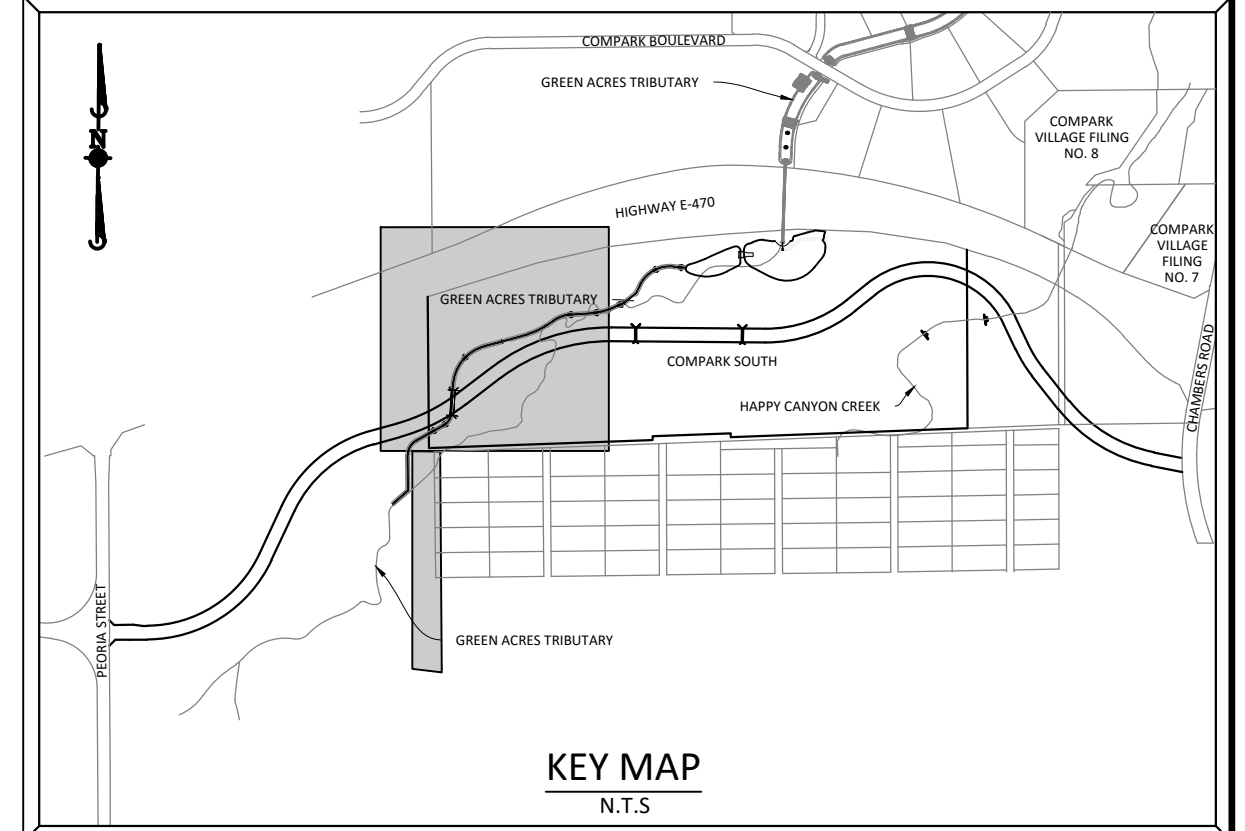 COMPARK BOULEVARD
GREEN ACRES TRIBUTARY
N
COMPARK
VILLAGE FILING
NO. 8
HIGHWAY E-470
COMPARK
VILLAGE
FILING
NO. 7
GREEN ACRES TRIBUTARY
COMPARK SOUTH
CHAMBERS ROAD
HAPPY CANYON CREEK
PEORIA STREET
GREEN ACRES TRIBUTARY
KEY MAP
N.T.S